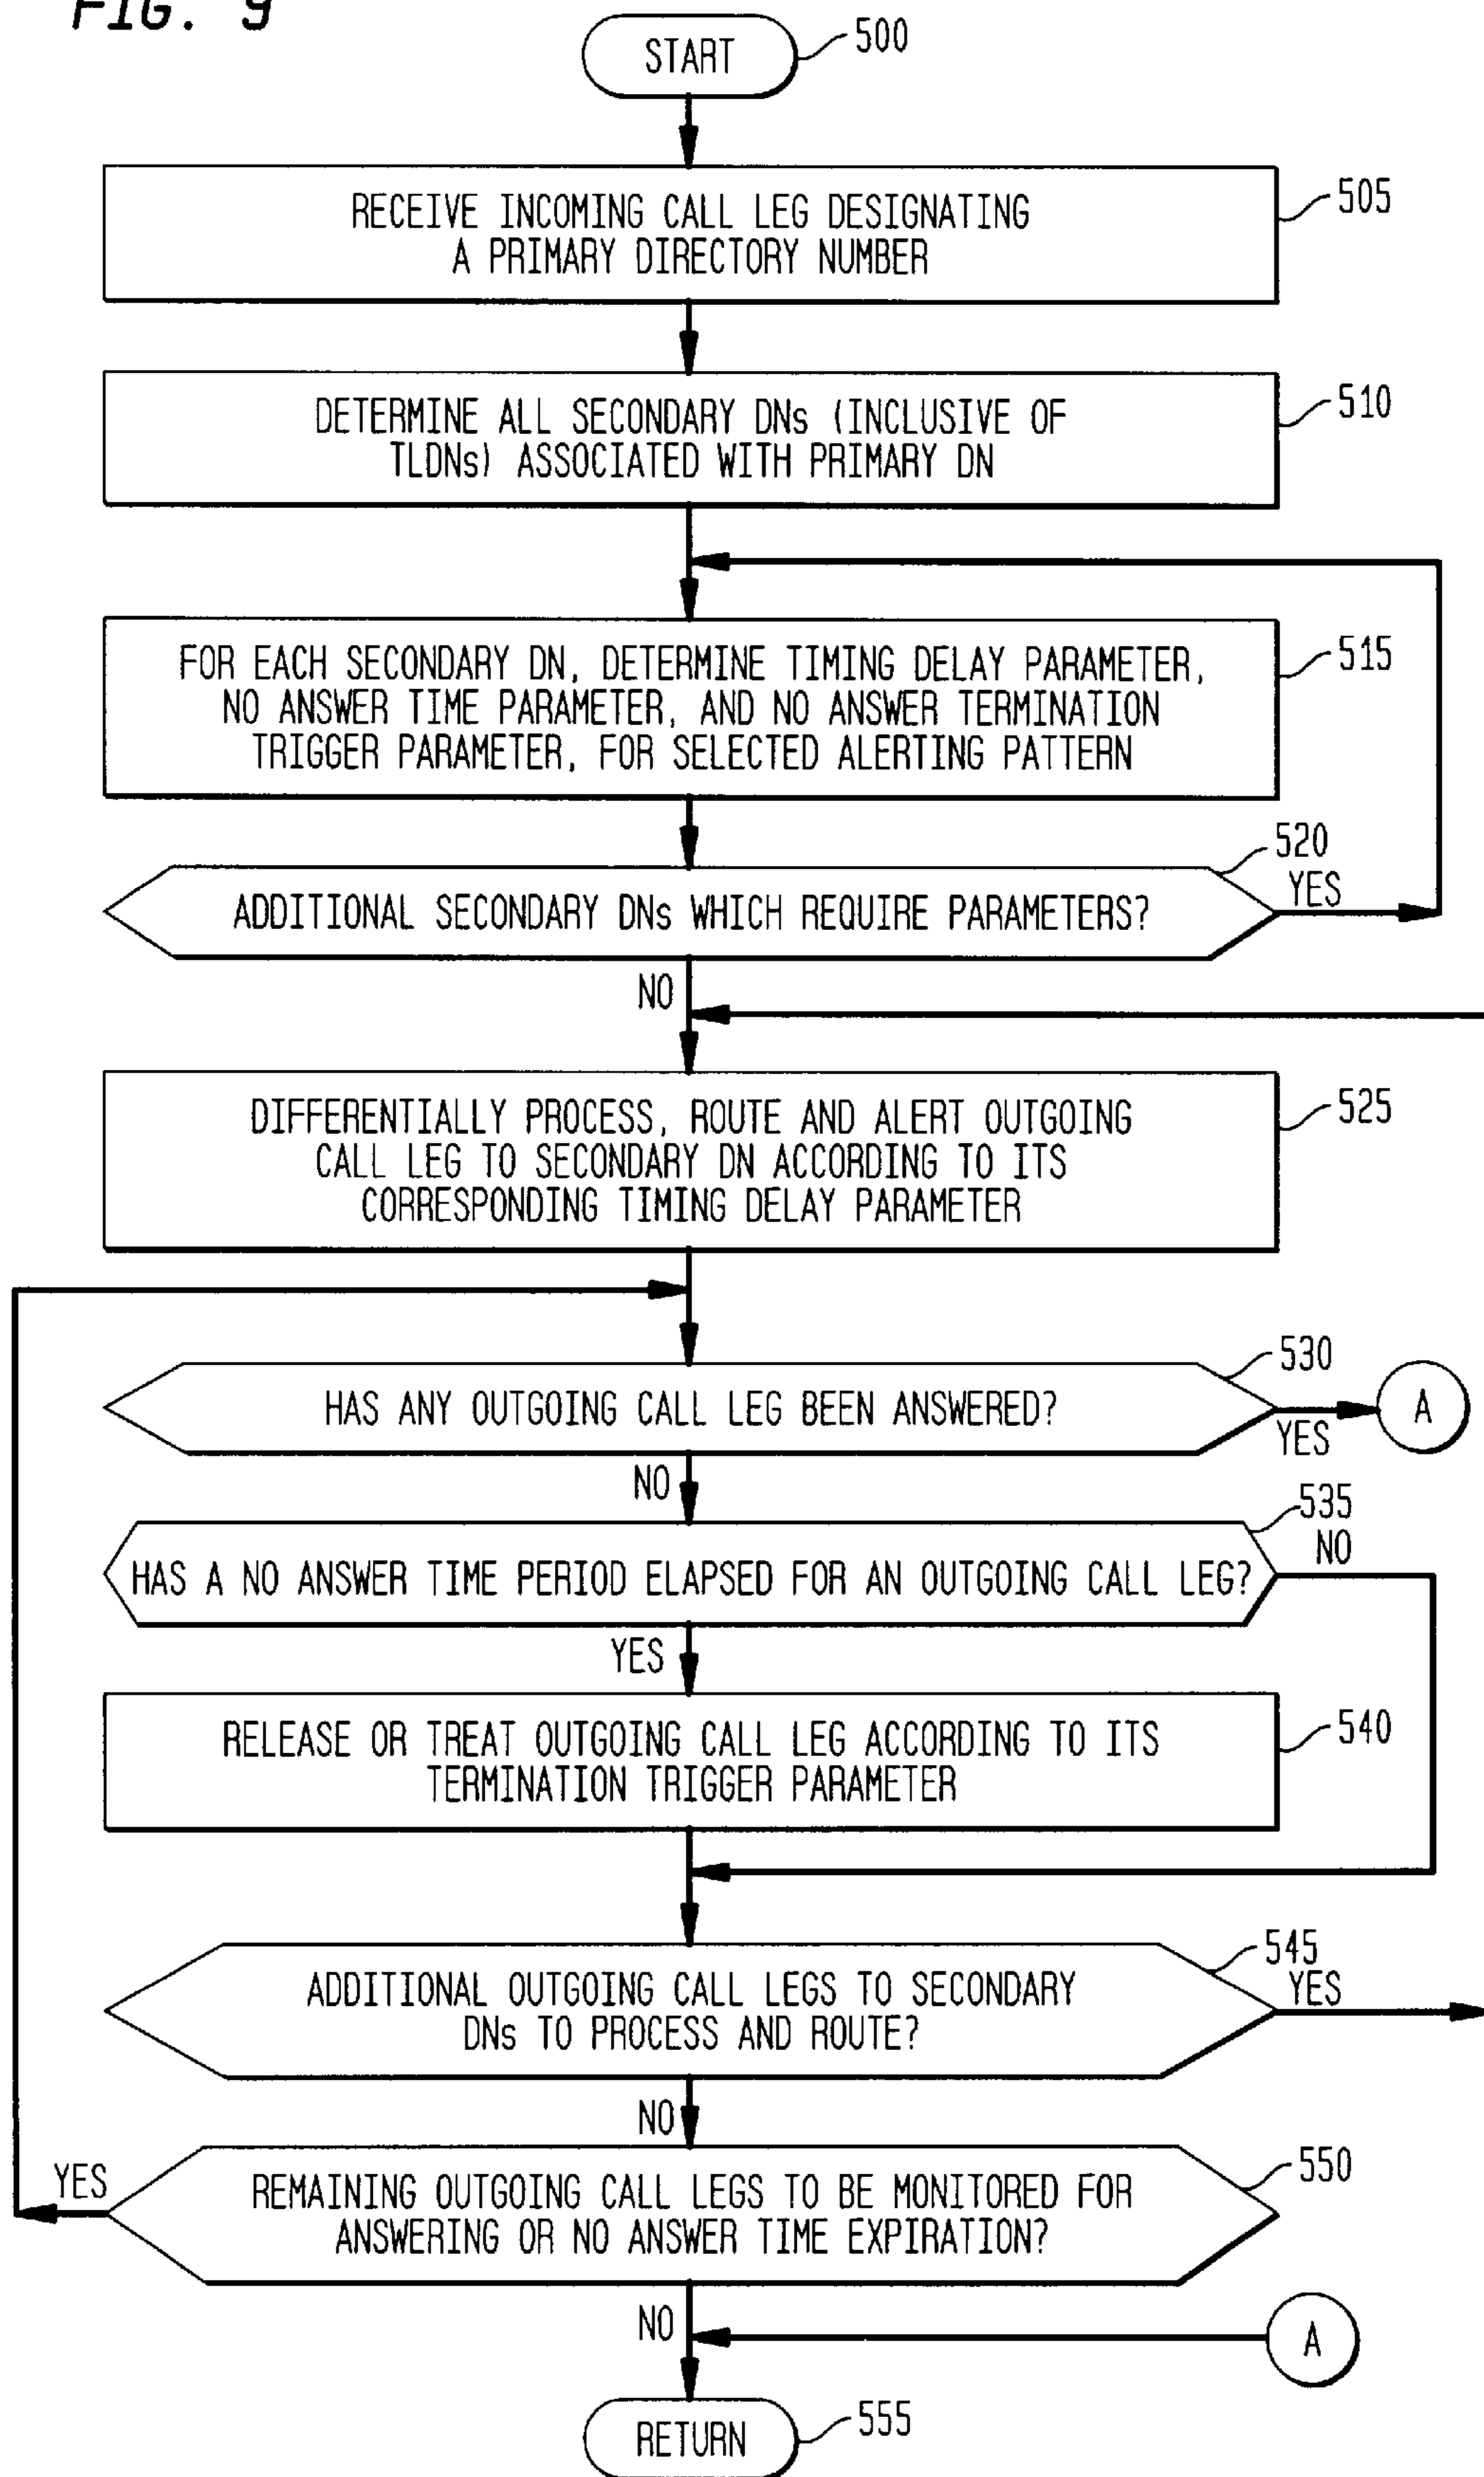 FIG. 9
START
500
RECEIVE INCOMING CALL LEG DESIGNATING
A PRIMARY DIRECTORY NUMBER
505
DETERMINE ALL SECONDARY DNs (INCLUSIVE OF
TLDNs) ASSOCIATED WITH PRIMARY DN
510
FOR EACH SECONDARY DN, DETERMINE TIMING DELAY PARAMETER,
NO ANSWER TIME PARAMETER, AND NO ANSWER TERMINATION
TRIGGER PARAMETER, FOR SELECTED ALERTING PATTERN
515
520
ADDITIONAL SECONDARY DNs WHICH REQUIRE PARAMETERS?
YES
NO
DIFFERENTIALLY PROCESS, ROUTE AND ALERT OUTGOING
CALL LEG TO SECONDARY DN ACCORDING TO ITS
CORRESPONDING TIMING DELAY PARAMETER
525
530
HAS ANY OUTGOING CALL LEG BEEN ANSWERED?
YES
A
NO
535
HAS A NO ANSWER TIME PERIOD ELAPSED FOR AN OUTGOING CALL LEG?
NO
YES
RELEASE OR TREAT OUTGOING CALL LEG ACCORDING TO ITS
TERMINATION TRIGGER PARAMETER
540
545
ADDITIONAL OUTGOING CALL LEGS TO SECONDARY
DNs TO PROCESS AND ROUTE?
YES
NO
550
REMAINING OUTGOING CALL LEGS TO BE MONITORED FOR
ANSWERING OR NO ANSWER TIME EXPIRATION?
YES
NO
A
RETURN
555